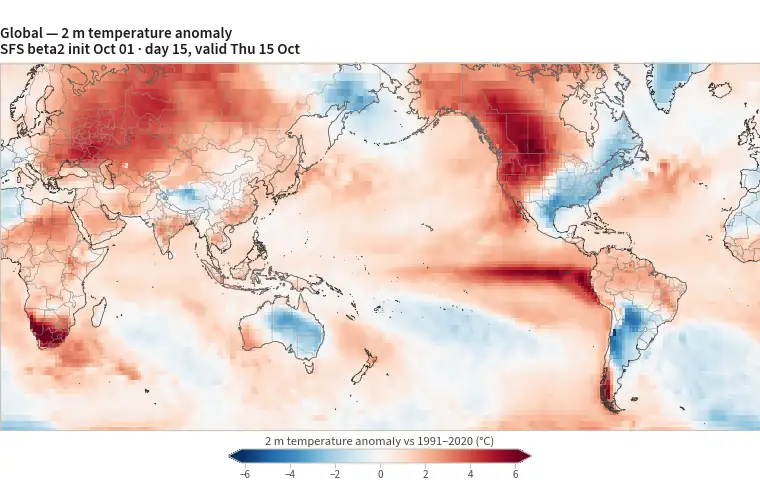 Global — 2 m temperature anomaly
SFS beta2 init Oct 01 · day 15, valid Thu 15 Oct
2 m temperature anomaly vs 1991–2020 (°C)
−6 −4 −2 0 2 4 6